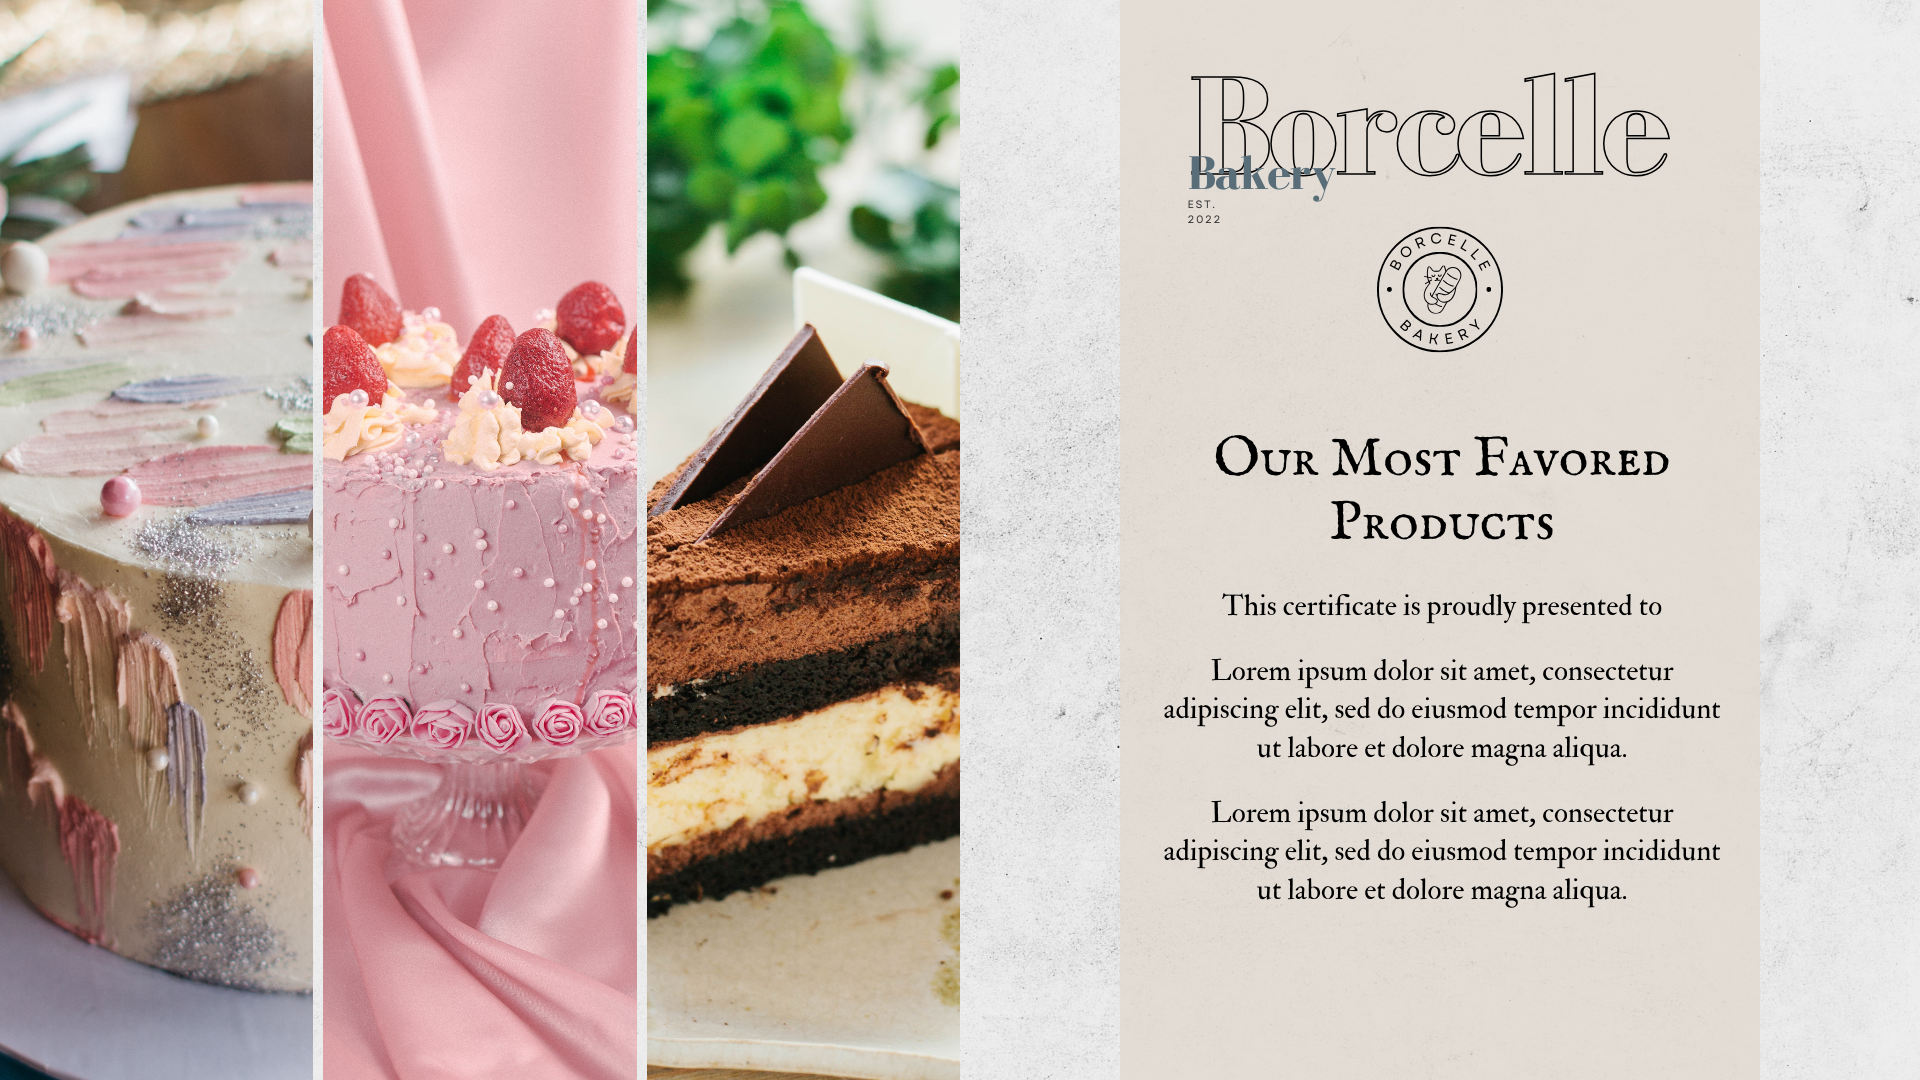 Borcelle
Bakery
EST.
2022
BORCELLE
BAKERY
Our Most Favored
Products
This certificate is proudly presented to
Lorem ipsum dolor sit amet, consectetur
adipiscing elit, sed do eiusmod tempor incididunt
ut labore et dolore magna aliqua.
Lorem ipsum dolor sit amet, consectetur
adipiscing elit, sed do eiusmod tempor incididunt
ut labore et dolore magna aliqua.